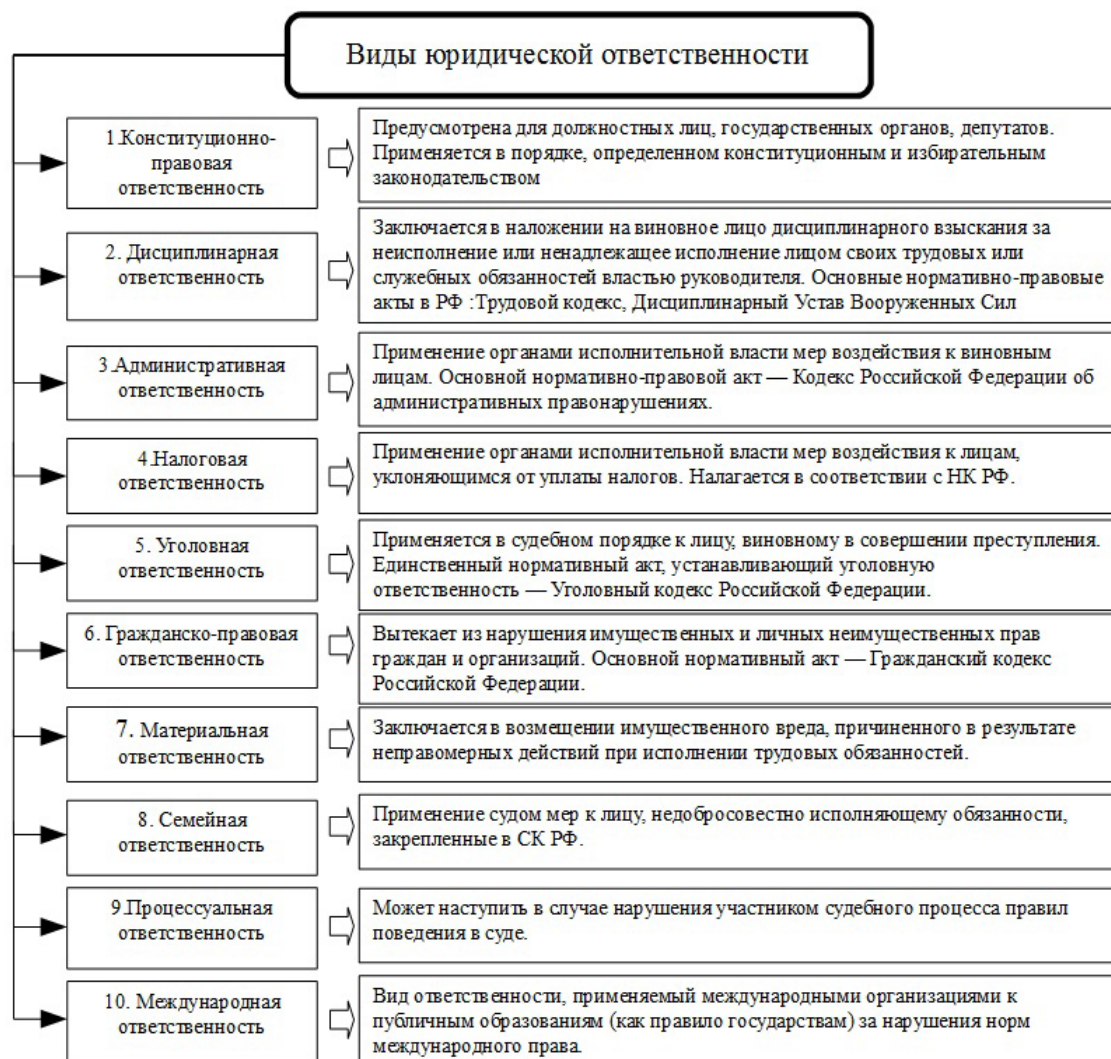 Виды юридической ответственности
1.Конституционно-
правовая
ответственность
Предусмотрена для должностных лиц, государственных органов, депутатов.
Применяется в порядке, определенном конституционным и избирательным
законодательством
2. Дисциплинарная
ответственность
Заключается в наложении на виновное лицо дисциплинарного взыскания за
неисполнение или ненадлежащее исполнение лицом своих трудовых или
служебных обязанностей властью руководителя. Основные нормативно-правовые
акты в РФ :Трудовой кодекс, Дисциплинарный Устав Вооруженных Сил
3.Административная
ответственность
Применение органами исполнительной власти мер воздействия к виновным
лицам. Основной нормативно-правовой акт — Кодекс Российской Федерации об
административных правонарушениях.
4.Налоговая
ответственность
Применение органами исполнительной власти мер воздействия к лицам,
уклоняющимся от уплаты налогов. Налагается в соответствии с НК РФ.
5. Уголовная
ответственность
Применяется в судебном порядке к лицу, виновному в совершении преступления.
Единственный нормативный акт, устанавливающий уголовную
ответственность — Уголовный кодекс Российской Федерации.
6. Гражданско-правовая
ответственность
Вытекает из нарушения имущественных и личных неимущественных прав
граждан и организаций. Основной нормативный акт — Гражданский кодекс
Российской Федерации.
7. Материальная
ответственность
Заключается в возмещении имущественного вреда, причиненного в результате
неправомерных действий при исполнении трудовых обязанностей.
8. Семейная
ответственность
Применение судом мер к лицу, недобросовестно исполняющему обязанности,
закрепленные в СК РФ.
9.Процессуальная
ответственность
Может наступить в случае нарушения участником судебного процесса правил
поведения в суде.
10. Международная
ответственность
Вид ответственности, применяемый международными организациями к
публичным образованиям (как правило государствам) за нарушения норм
международного права.